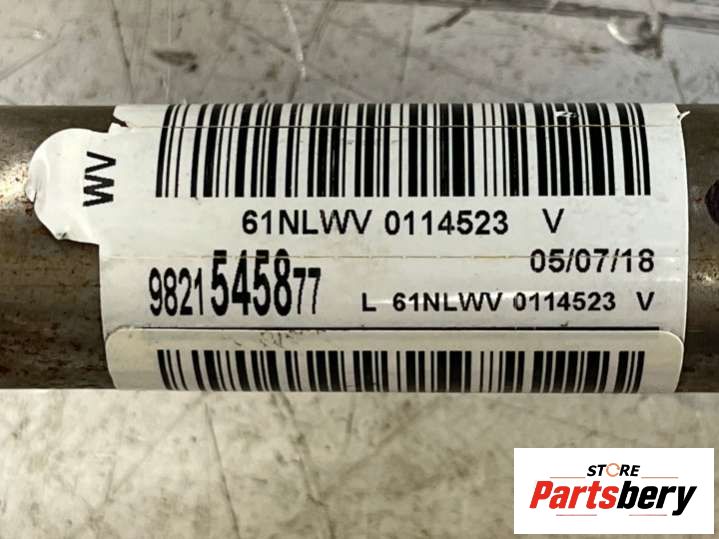 WV
61NLWV 0114523 V
05/07/18
9821545877
L 61NLWV 0114523 V
STORE
Partsbery